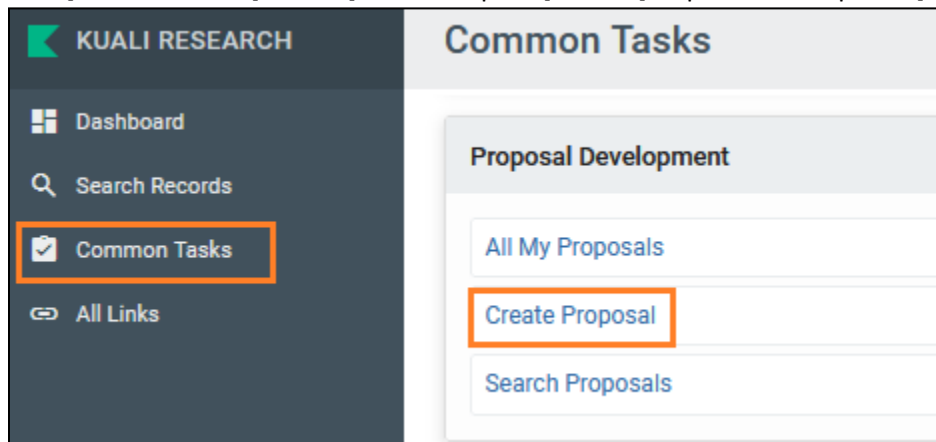 KUALI RESEARCH
Dashboard
Search Records
Common Tasks
All Links
Common Tasks
Proposal Development
All My Proposals
Create Proposal
Search Proposals